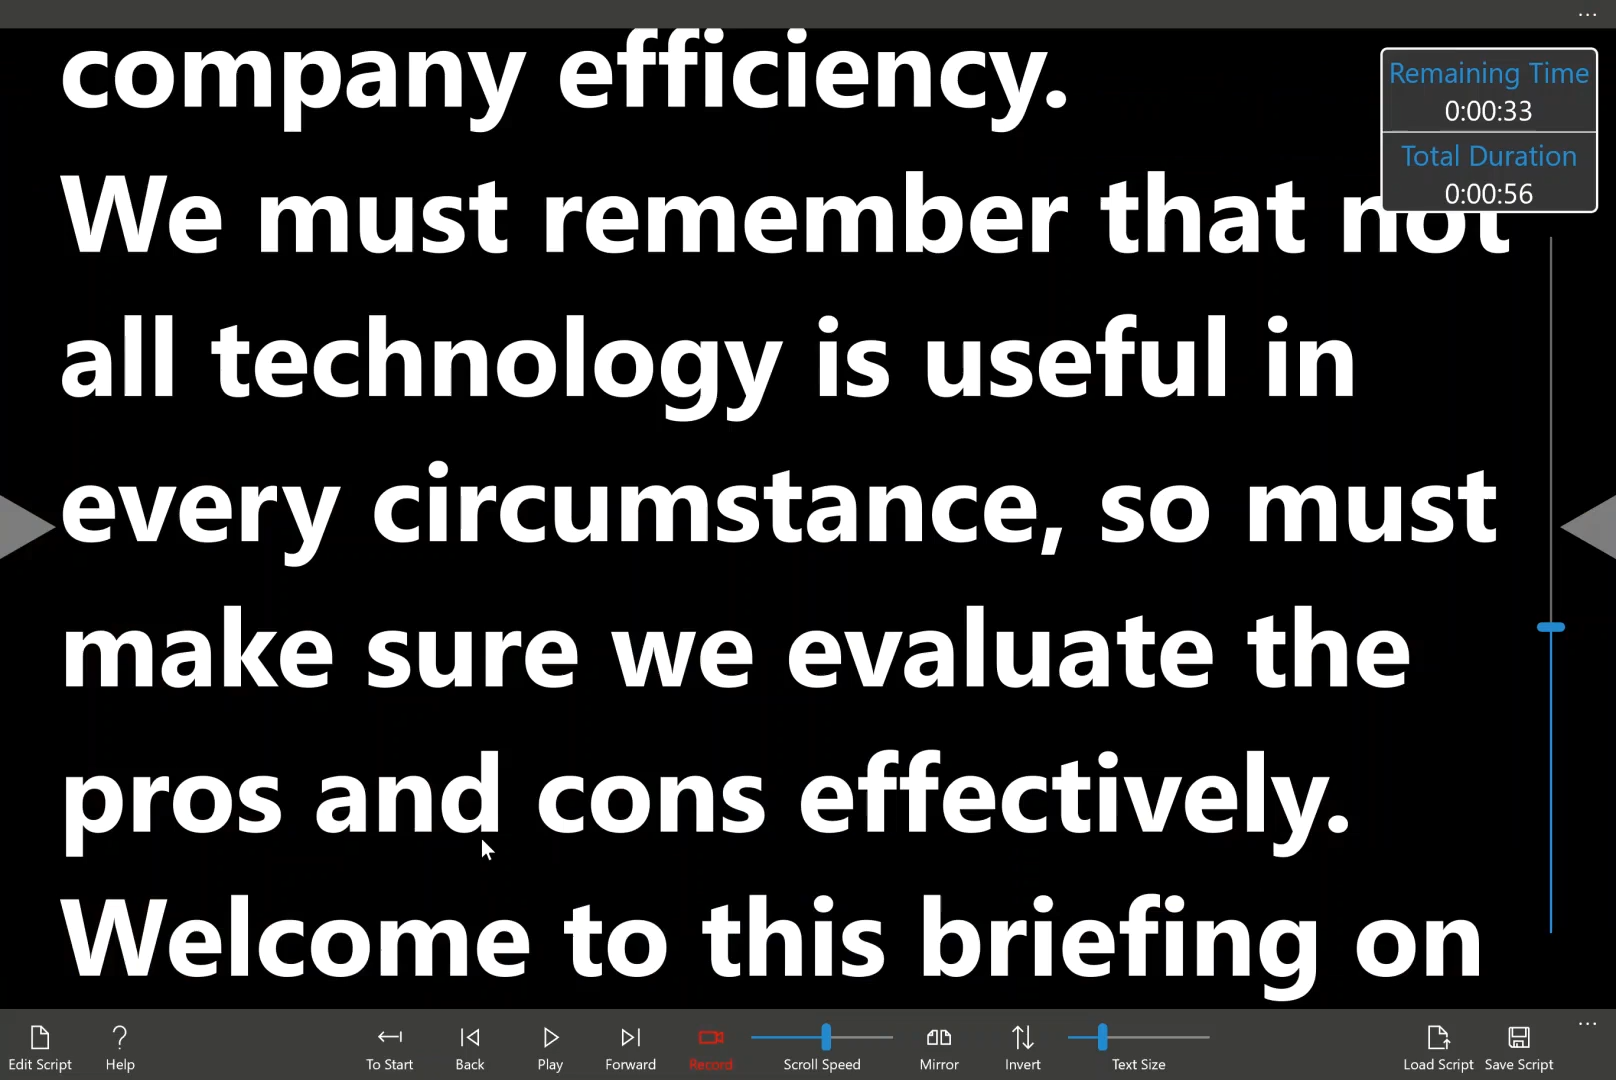 ...
company efficiency.
Remaining Time
0:00:33
Total Duration
0:00:56
We must remember that not
all technology is useful in
every circumstance, so must
make sure we evaluate the
pros and cons effectively.
Welcome to this briefing on
Edit Script
Help
To Start
Back
Play
Forward
Record
Scroll Speed
Mirror
Invert
Text Size
Load Script
Save Script
...